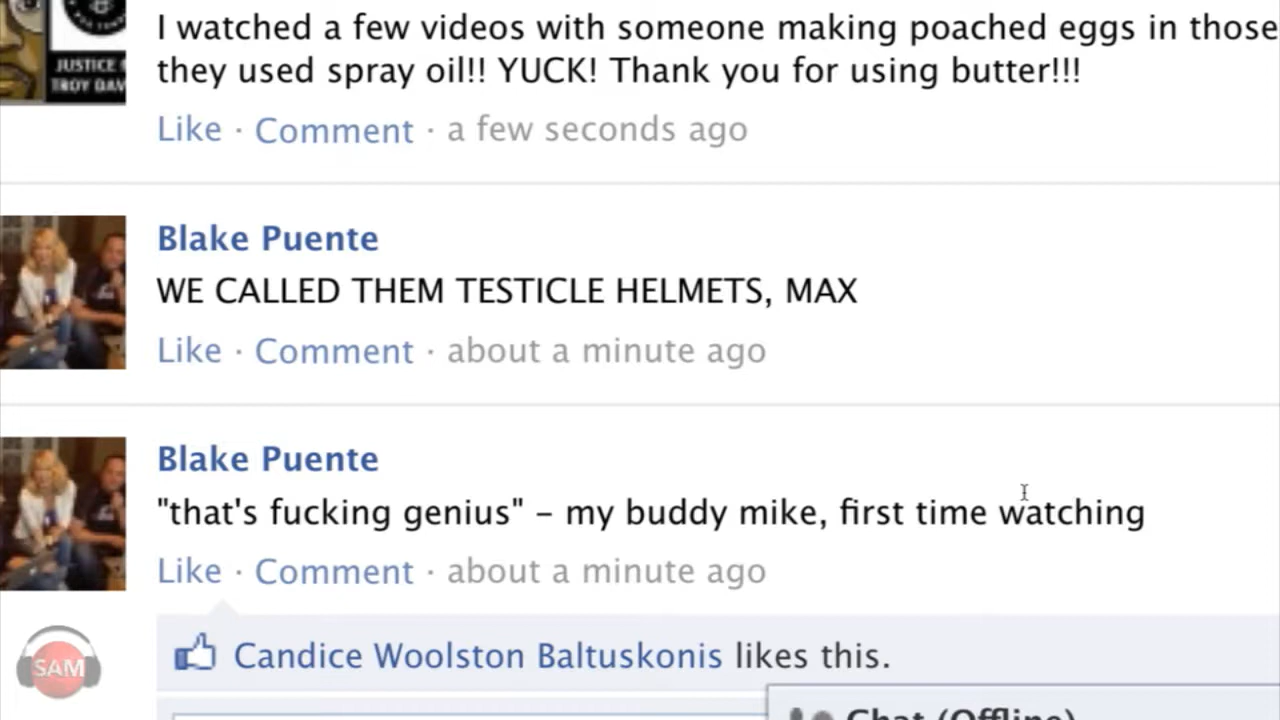 I watched a few videos with someone making poached eggs in those
JUSTICE
TROY DAV
they used spray oil!! YUCK! Thank you for using butter!!!
Like · Comment · a few seconds ago
Blake Puente
WE CALLED THEM TESTICLE HELMETS, MAX
Like · Comment · about a minute ago
Blake Puente
"that's fucking genius" – my buddy mike, first time watching
Like · Comment · about a minute ago
SAM
Candice Woolston Baltuskonis likes this.
Chat (Offline)